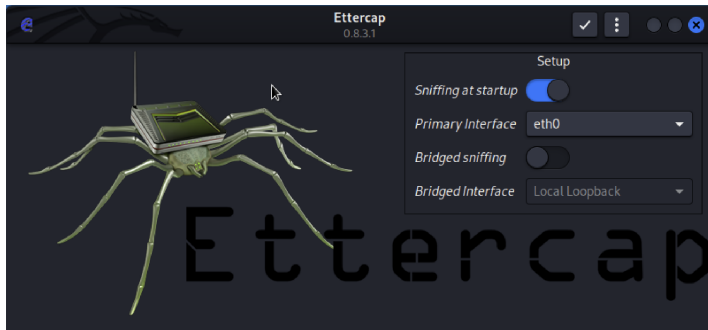 Ettercap
0.8.3.1
Setup
Sniffing at startup
Primary Interface eth0
Bridged sniffing
Bridged Interface Local Loopback
Ettercap